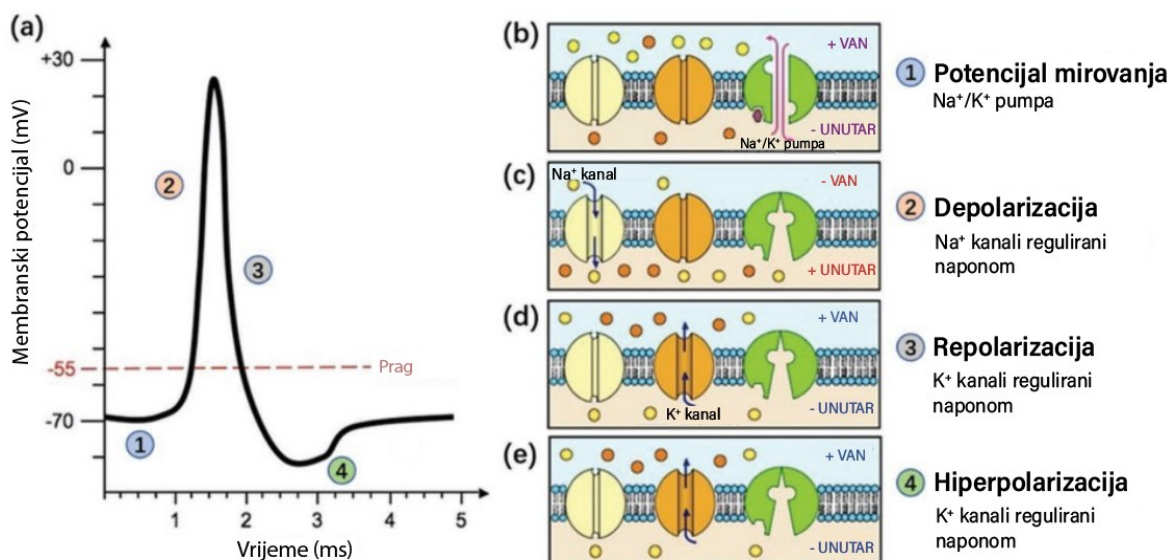 (a)
Membranski potencijal (mV)
+30
0
-55
-70
Prag
1
2
3
4
1 2 3 4 5
Vrijeme (ms)
(b)
+ VAN
- UNUTAR
Na⁺/K⁺ pumpa
(c)
Na⁺ kanal
- VAN
+ UNUTAR
(d)
+ VAN
K⁺ kanal
- UNUTAR
(e)
+ VAN
- UNUTAR
1 Potencijal mirovanja
Na⁺/K⁺ pumpa
2 Depolarizacija
Na⁺ kanali regulirani
naponom
3 Repolarizacija
K⁺ kanali regulirani
naponom
4 Hiperpolarizacija
K⁺ kanali regulirani
naponom